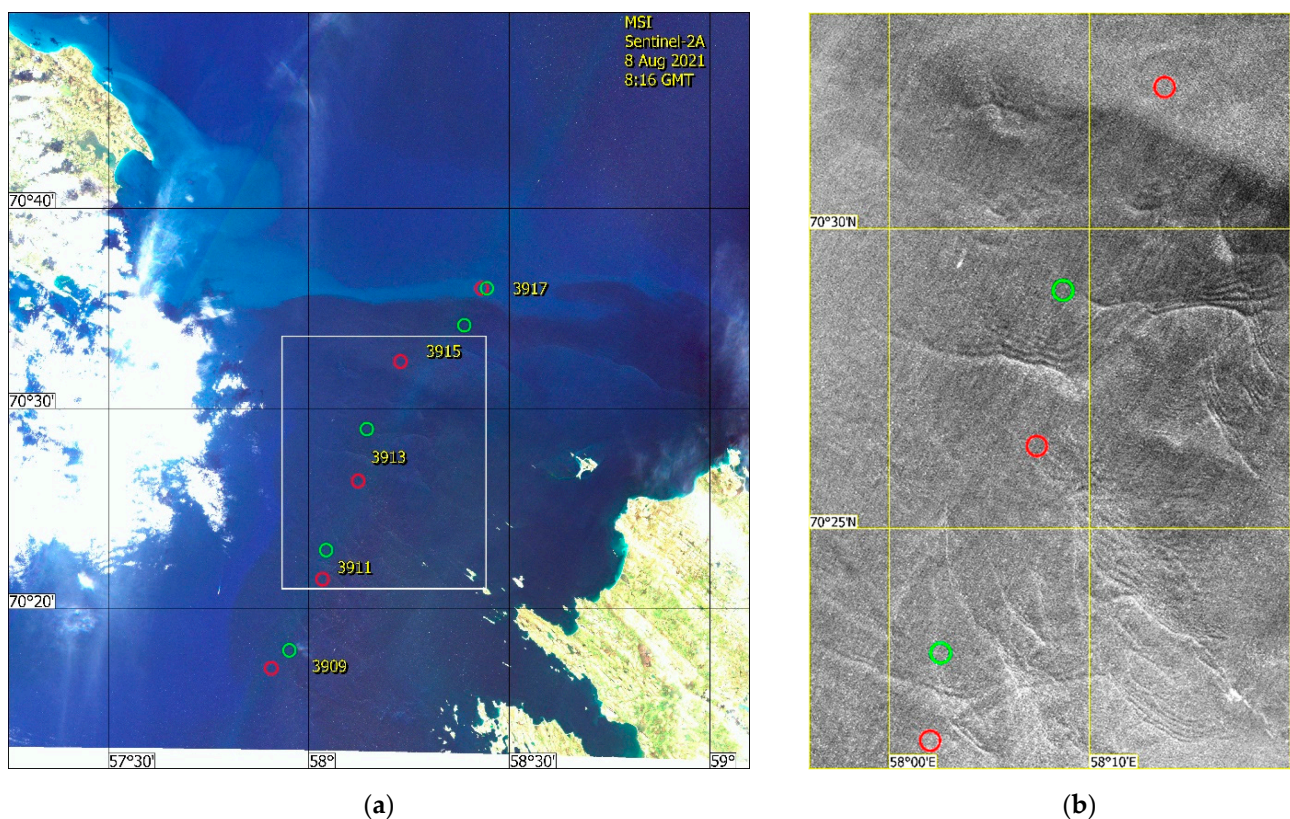 MSI
Sentinel-2A
8 Aug 2021
8:16 GMT
70°40'
3917
3915
70°30'
3913
3911
70°20'
3909
57°30'
58°
58°30'
59°
70°30'N
70°25'N
58°00'E
58°10'E
(a)
(b)